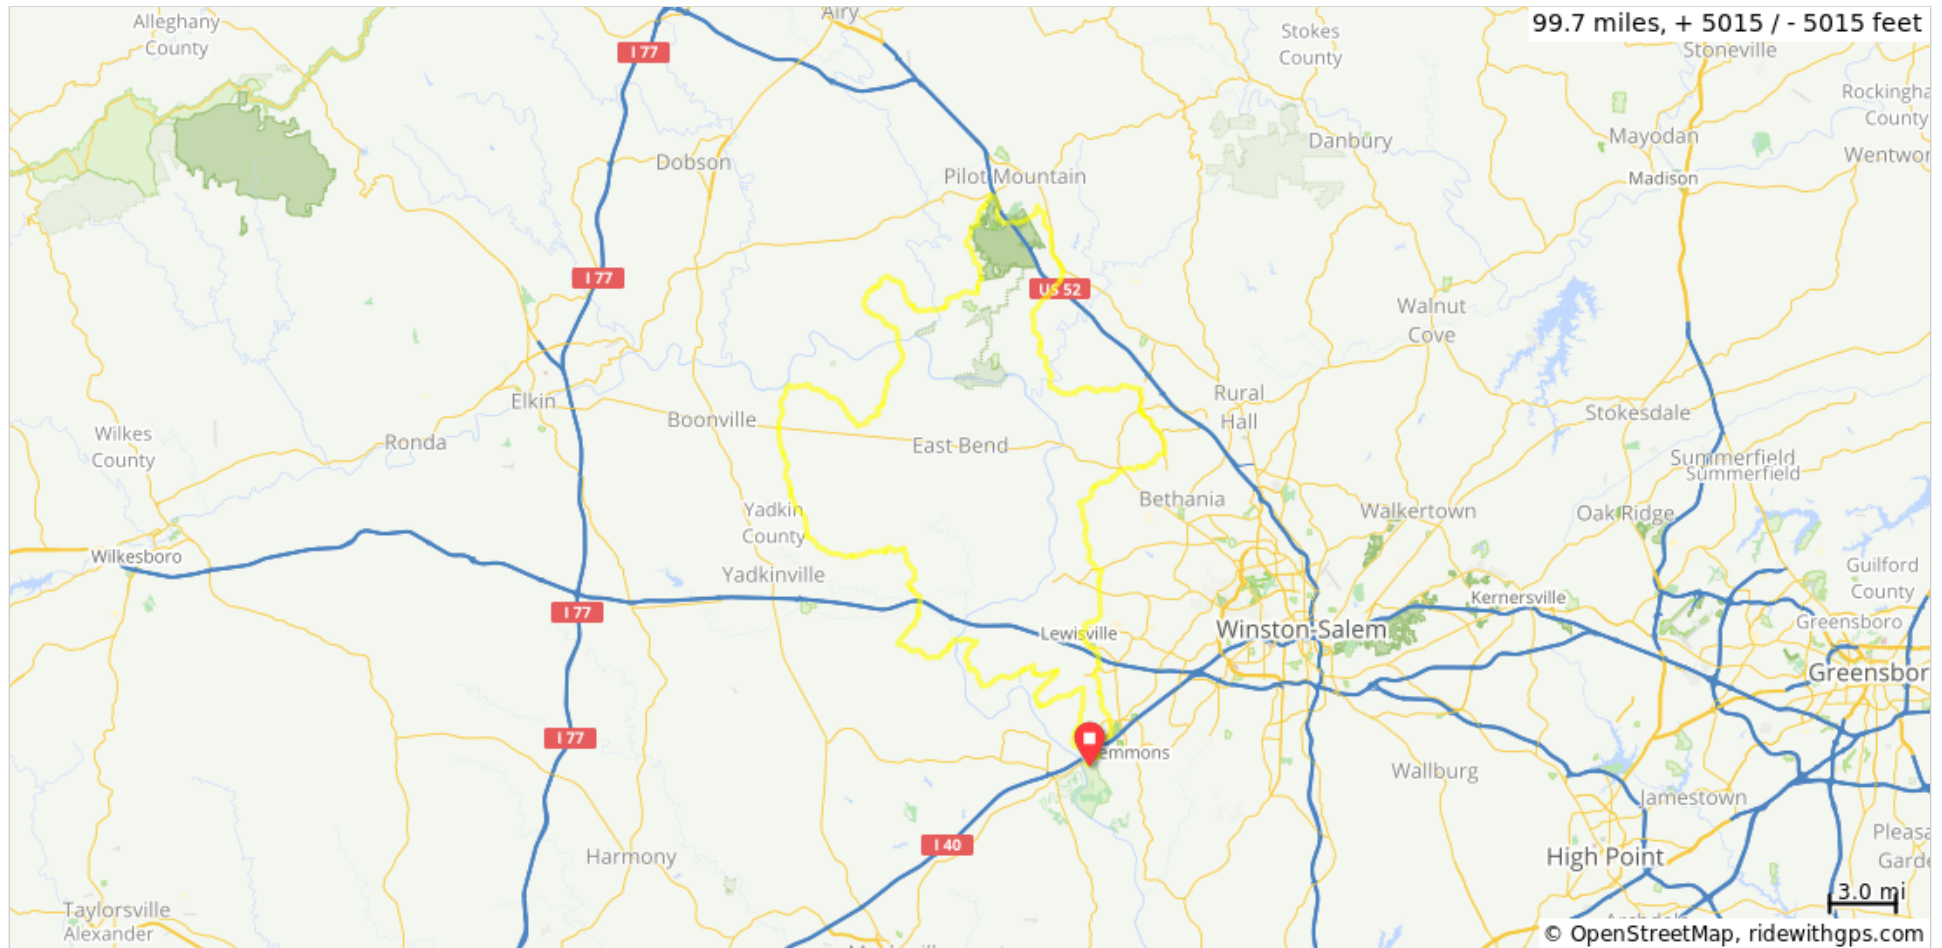 Alleghany
County
Airy
99.7 miles, + 5015 / - 5015 feet
I 77
Stokes
County
Stoneville
Rockingha
County
Danbury
Mayodan
Dobson
Wentwor
Pilot Mountain
Madison
I 77
US 52
Walnut
Cove
Elkin
Rural
Hall
Boonville
Stokesdale
Wilkes
County
Ronda
East Bend
Summerfield
Summerfield
Bethania
Yadkin
County
Walkertown
Oak Ridge
Wilkesboro
Yadkinville
Guilford
County
Kernersville
I 77
Lewisville
Winston-Salem
Greensboro
Greensbor
I 77
emmons
Wallburg
Jamestown
I 40
Pleasa
Garde
Harmony
High Point
3.0 mi
Taylorsville
Alexander
© OpenStreetMap, ridewithgps.com